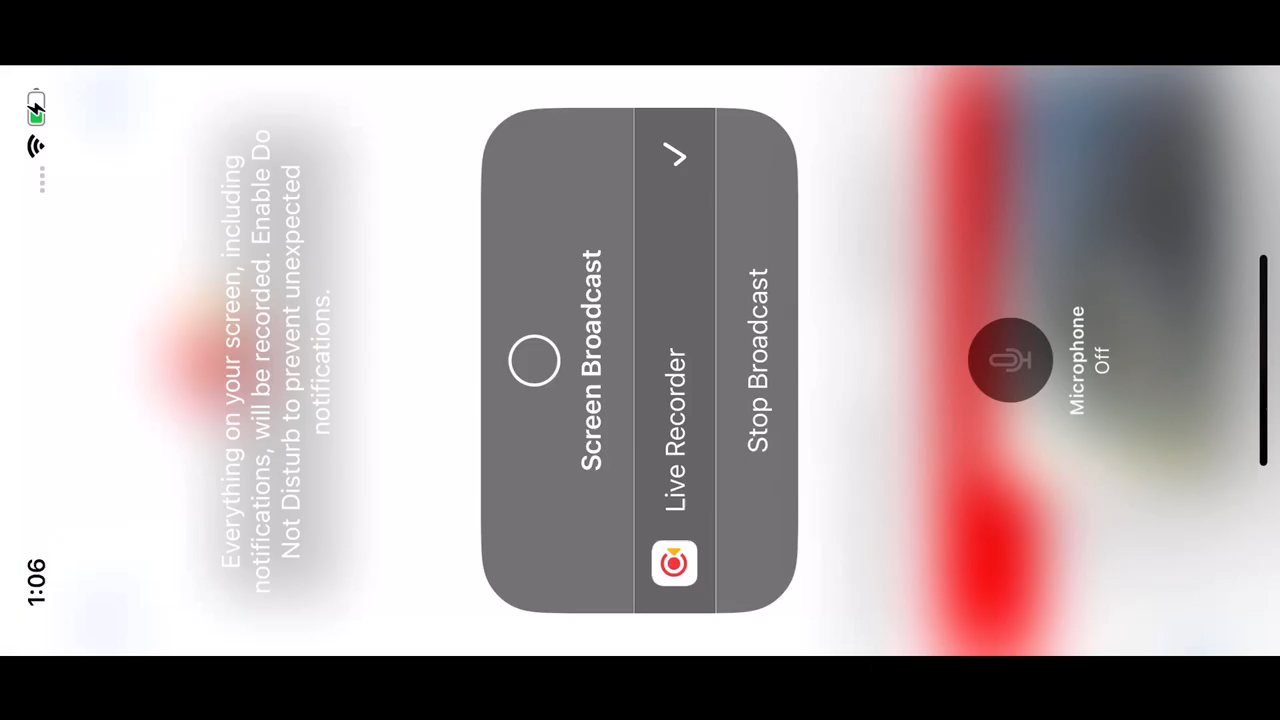 1:06
Everything on your screen, including
notifications, will be recorded. Enable Do
Not Disturb to prevent unexpected
notifications.
Screen Broadcast
Live Recorder
Stop Broadcast
Microphone
Off